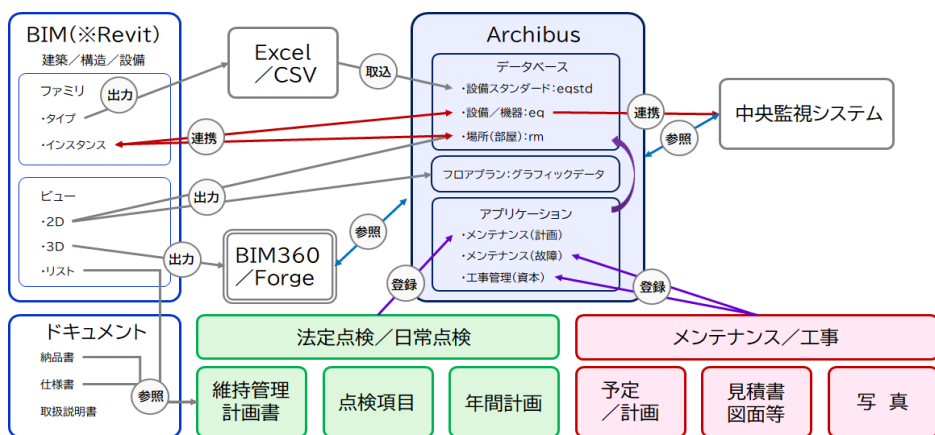 BIM(※Revit)
建築／構造／設備
ファミリ
・タイプ
・インスタンス
ビュー
・2D
・3D
・リスト
出力
Excel
／CSV
取込
連携
出力
出力
BIM360
／Forge
参照
Archibus
データベース
・設備スタンダード：eqstd
・設備／機器：eq
・場所(部屋)：rm
フロアプラン：グラフィックデータ
アプリケーション
・メンテナンス(計画)
・メンテナンス(故障)
・工事管理(資本)
連携
参照
中央監視システム
登録
登録
ドキュメント
納品書
仕様書
取扱説明書
参照
法定点検／日常点検
維持管理
計画書
点検項目
年間計画
メンテナンス／工事
予定
／計画
見積書
図面等
写 真